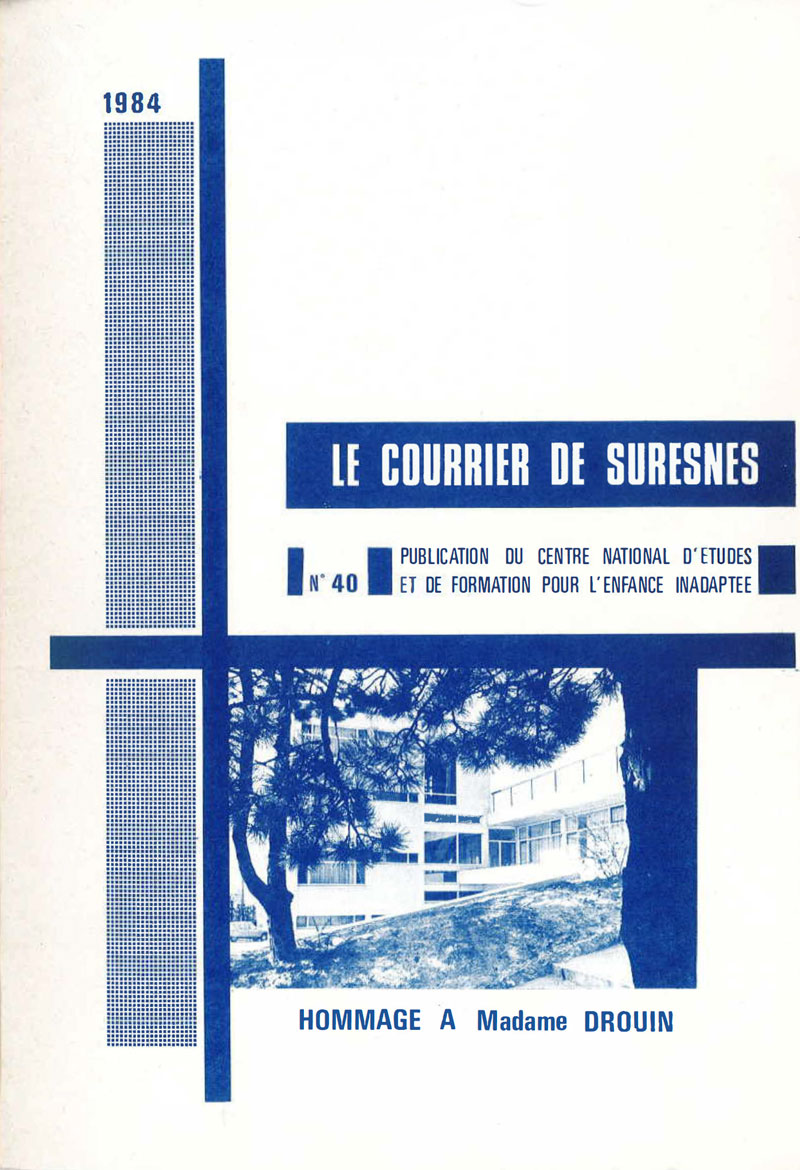 1984
LE COURRIER DE SURESNES
N° 40
PUBLICATION DU CENTRE NATIONAL D'ETUDES
ET DE FORMATION POUR L'ENFANCE INADAPTEE
HOMMAGE A Madame DROUIN